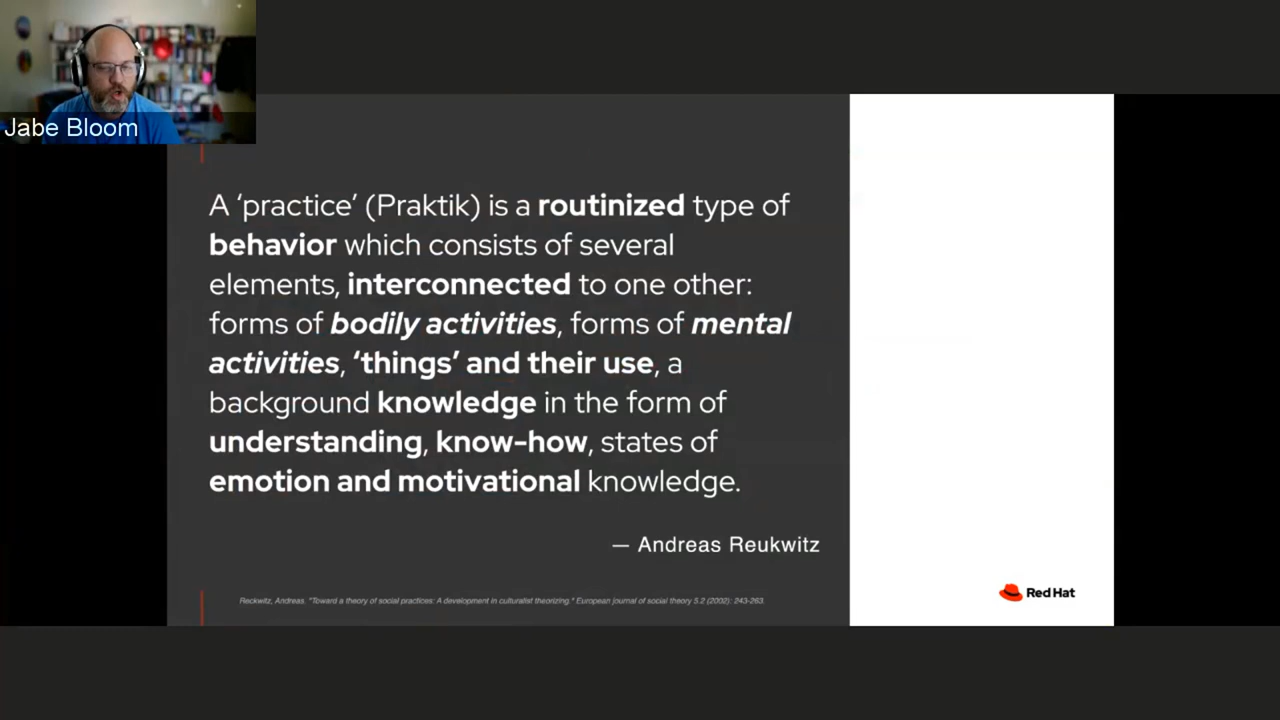 Jabe Bloom
A ‘practice’ (Praktik) is a routinized type of
behavior which consists of several
elements, interconnected to one other:
forms of bodily activities, forms of mental
activities, ‘things’ and their use, a
background knowledge in the form of
understanding, know-how, states of
emotion and motivational knowledge.
— Andreas Reukwitz
Reckwitz, Andreas. "Toward a theory of social practices: A development in culturalist theorizing." European journal of social theory 5.2 (2002): 243-263.
Red Hat